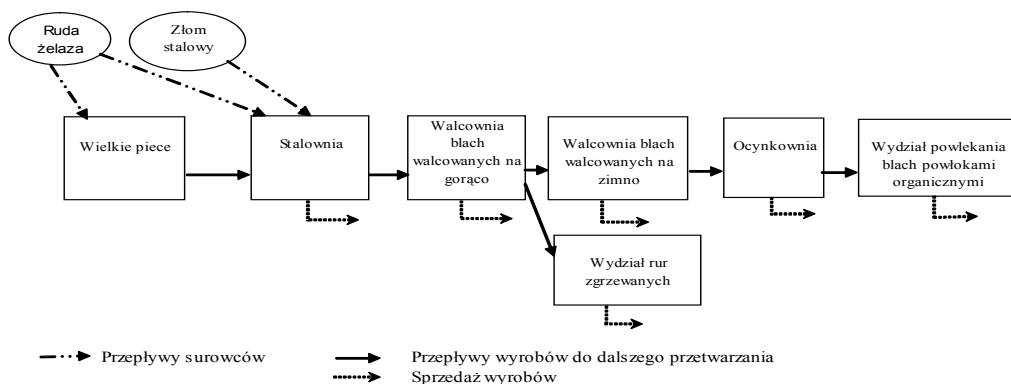 Ruda
żelaza
Złom
stalowy
Wielkie piece
Stalownia
Walcownia
blach
walcowanych na
gorąco
Walcownia blach
walcowanych na
zimno
Ocynkownia
Wydział powlekania
blach powłokami
organicznymi
Wydział rur
zgrzewanych
Przepływy surowców
Przepływy wyrobów do dalszego przetwarzania
Sprzedaż wyrobów